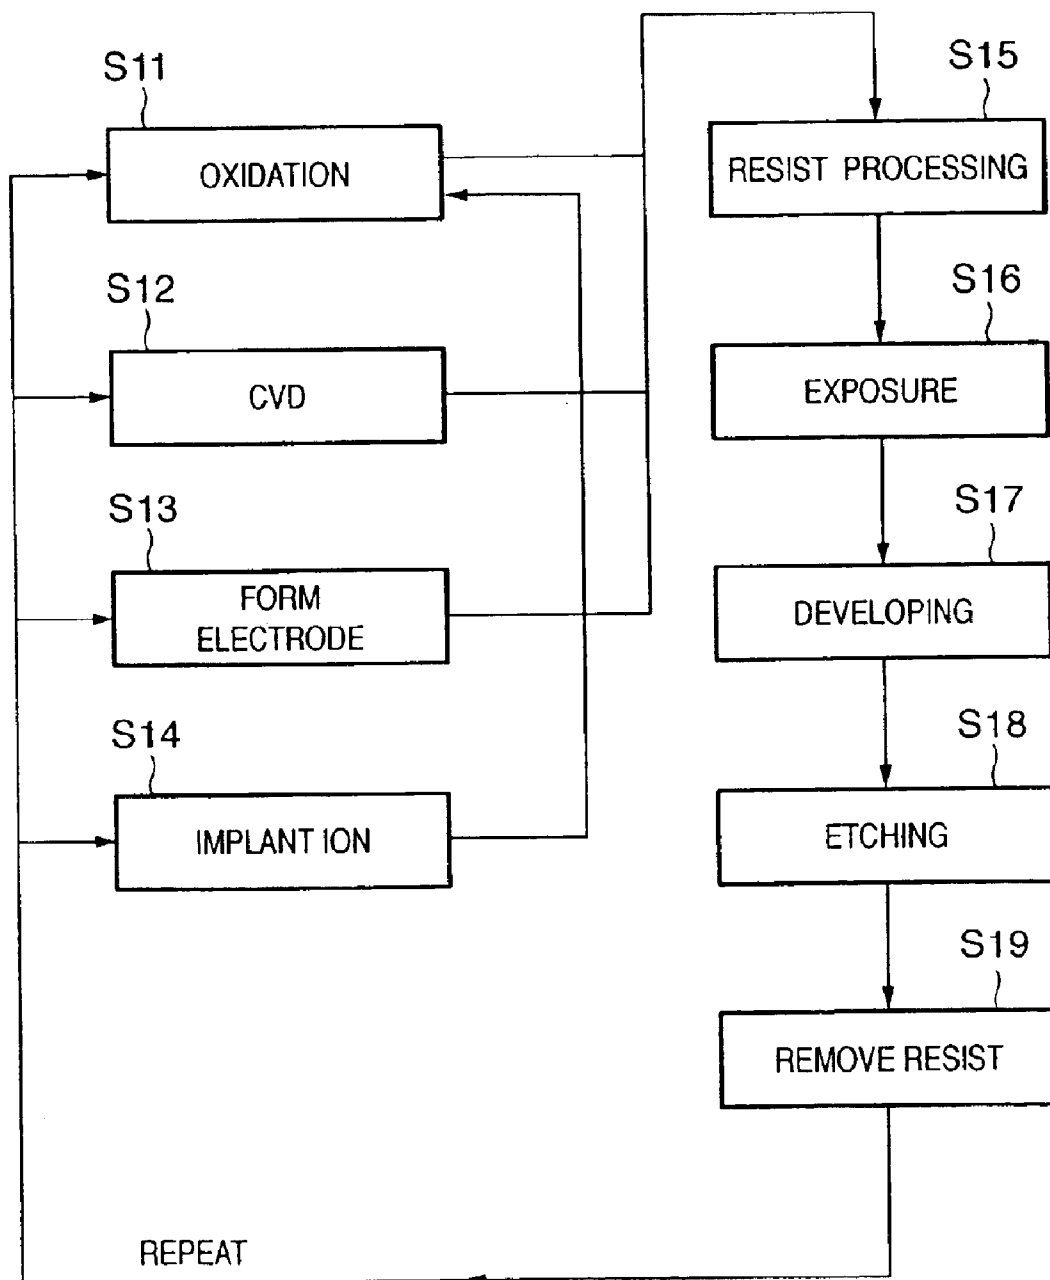 S11
OXIDATION
S12
CVD
S13
FORM
ELECTRODE
S14
IMPLANT ION
S15
RESIST PROCESSING
S16
EXPOSURE
S17
DEVELOPING
S18
ETCHING
S19
REMOVE RESIST
REPEAT